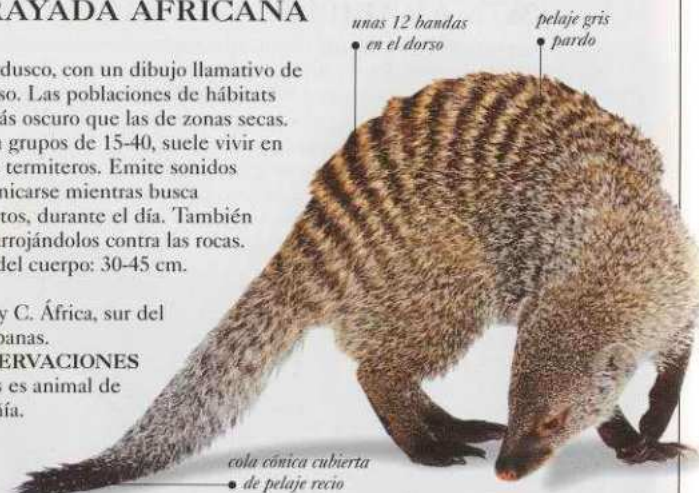 RAYADA AFRICANA
unas 12 bandas
en el dorso
pelaje gris
pardo
dusco, con un dibujo llamativo de
so. Las poblaciones de hábitats
ás oscuro que las de zonas secas.
n grupos de 15-40, suele vivir en
termiteros. Emite sonidos
nicarse mientras busca
tos, durante el día. También
rrojándolos contra las rocas.
del cuerpo: 30-45 cm.
y C. África, sur del
banas.
ERVACIONES
s es animal de
ñía.
cola cónica cubierta
de pelaje recio